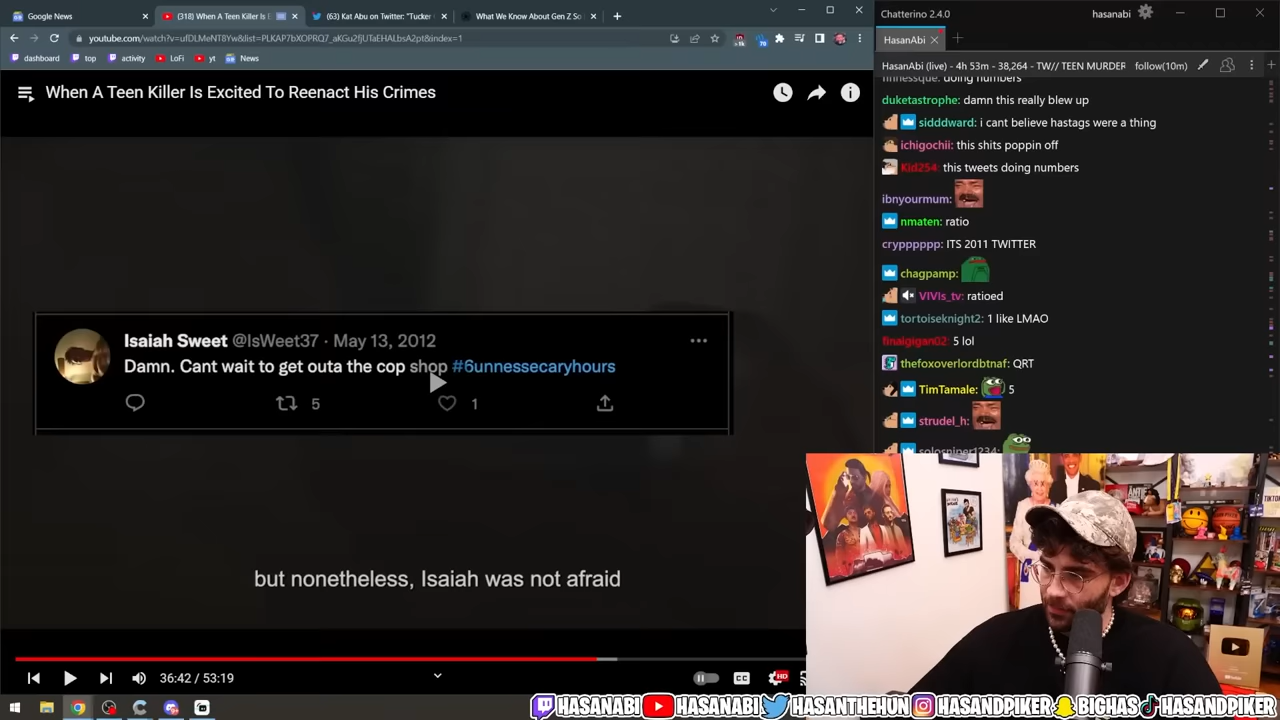 Google News
(318) When A Teen Killer Is
(63) Kat Abu on Twitter: "Tucker
What We Know About Gen Z So
youtube.com/watch?v=ufDLMeNT8Yw&list=PLKAP7bXOPRQ7_aKGu2fjUTaEHALbsA2pt&index=1
dashboard
top
activity
LoFi
yt
News
When A Teen Killer Is Excited To Reenact His Crimes
Isaiah Sweet @IsWeet37 · May 13, 2012
Damn. Cant wait to get outa the cop shop #6unnessecaryhours
5 1
but nonetheless, Isaiah was not afraid
36:42 / 53:19
CC
HD
Chatterino 2.4.0
hasanabi
HasanAbi
HasanAbi (live) - 4h 53m - 38,264 - TW// TEEN MURDER
follow(10m)
doing numbers
duketastrophe: damn this really blew up
sidddward: i cant believe hastags were a thing
ichigochii: this shits poppin off
Kid254: this tweets doing numbers
ibnyourmum:
nmaten: ratio
crypppppp: ITS 2011 TWITTER
chagpamp:
VIVIs_tv: ratioed
tortoiseknight2: 1 like LMAO
finalgigan02: 5 lol
thefoxoverlordbtnaf: QRT
TimTamale: 5
strudel_h:
solosniper1234:
HASANABI
HASANABI
HASANTHEHUN
HASANDPIKER
BIGHAS
HASANDPIKER